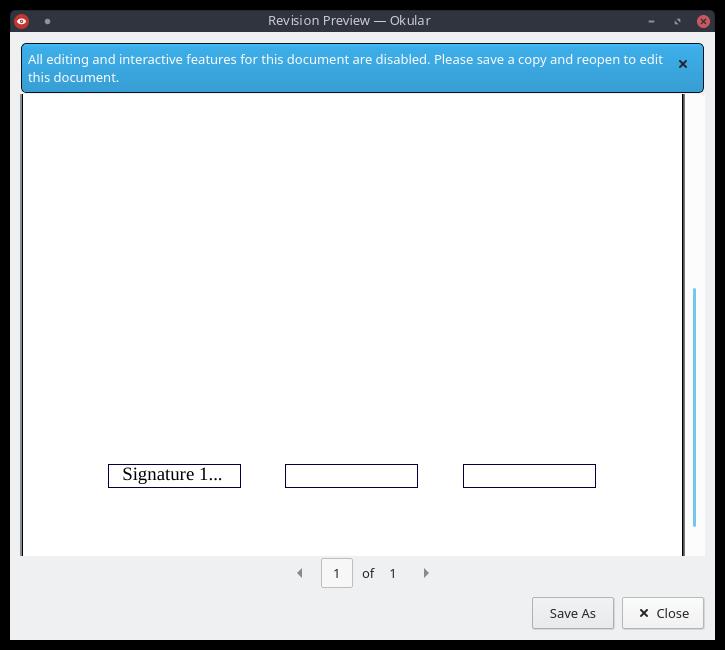 Revision Preview — Okular
All editing and interactive features for this document are disabled. Please save a copy and reopen to edit
this document.
Signature 1...
1 of 1
Save As
Close